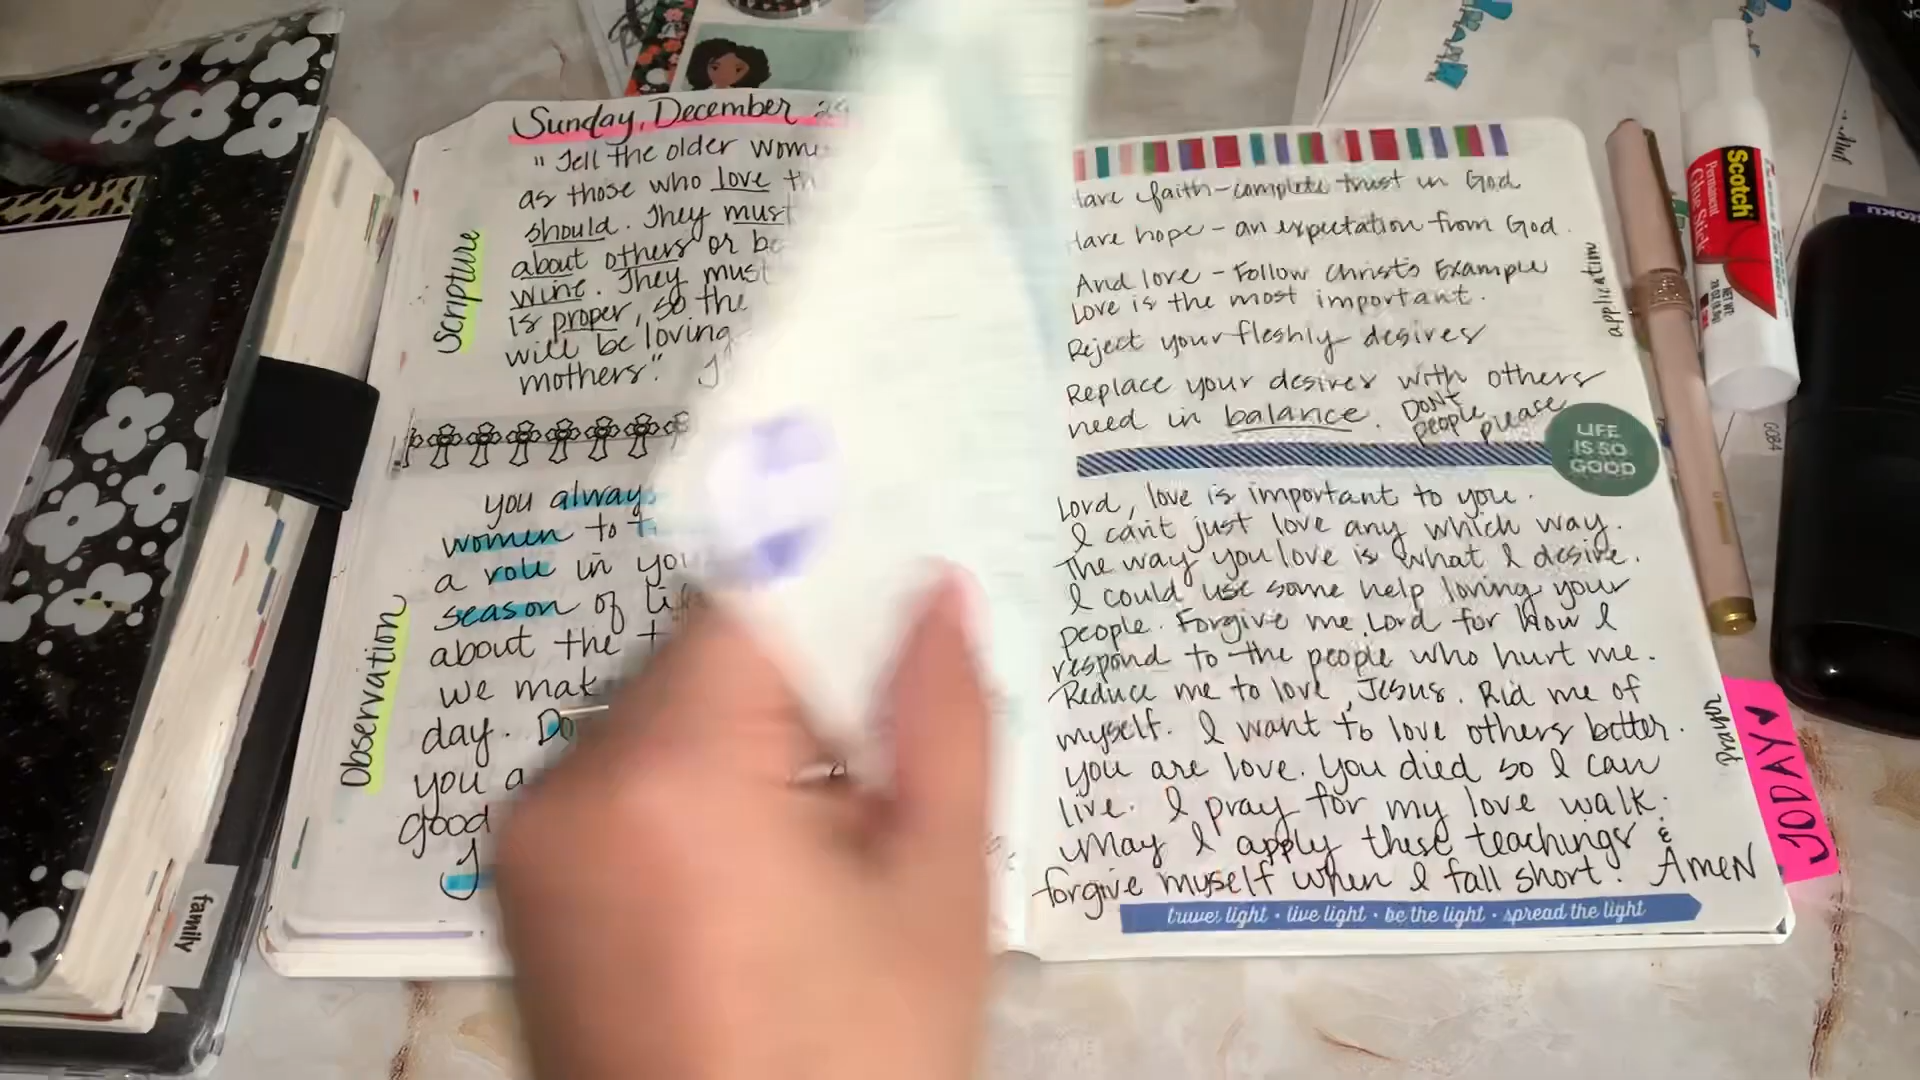 Sunday, December
" Tell the older
as those who love
should. They must
about others or
wine. They must
is proper, so the
will be loving
mothers".
Scripture
you always
women to
a role in
season of
about the
we
day.
you
good
Observation
family
Have faith - complete trust in God
Have hope - an expectation from God.
And love - Follow Christ's Example
Love is the most important.
Reject your fleshly desires
Replace your desires with others
need in balance. Don't
people please
application
LIFE
IS SO
GOOD
Lord, love is important to you.
I can't just love any which way.
The way you love is what I desire.
I could use some help loving your
people. Forgive me Lord for how I
respond to the people who hurt me.
Reduce me to love, Jesus. Rid me of
myself. I want to love others better.
you are love. You died so I can
live. I pray for my love walk.
May I apply these teachings &
forgive myself when I fall short! Amen
travel light • live light • be the light • spread the light
TODAY
Scotch
Permanent
Glue Stick